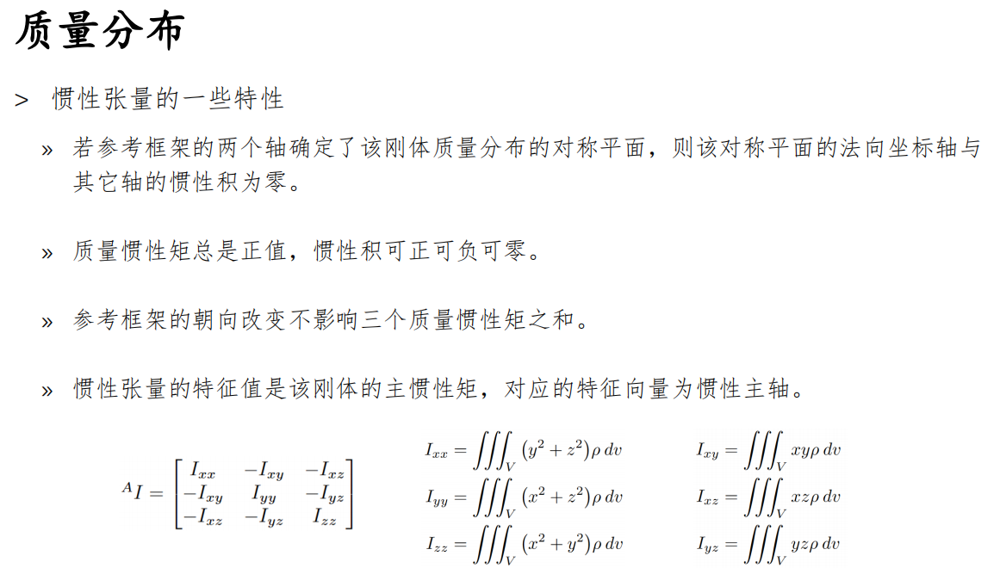 质量分布
> 惯性张量的一些特性
» 若参考框架的两个轴确定了该刚体质量分布的对称平面，则该对称平面的法向坐标轴与
其它轴的惯性积为零。
» 质量惯性矩总是正值，惯性积可正可负可零。
» 参考框架的朝向改变不影响三个质量惯性矩之和。
» 惯性张量的特征值是该刚体的主惯性矩，对应的特征向量为惯性主轴。
$^{A}I = \begin{bmatrix} I_{xx} & -I_{xy} & -I_{xz} \\ -I_{xy} & I_{yy} & -I_{yz} \\ -I_{xz} & -I_{yz} & I_{zz} \end{bmatrix}$
$I_{xx} = \iiint_V (y^2 + z^2) \rho \, dv$
$I_{yy} = \iiint_V (x^2 + z^2) \rho \, dv$
$I_{zz} = \iiint_V (x^2 + y^2) \rho \, dv$
$I_{xy} = \iiint_V xy\rho \, dv$
$I_{xz} = \iiint_V xz\rho \, dv$
$I_{yz} = \iiint_V yz\rho \, dv$